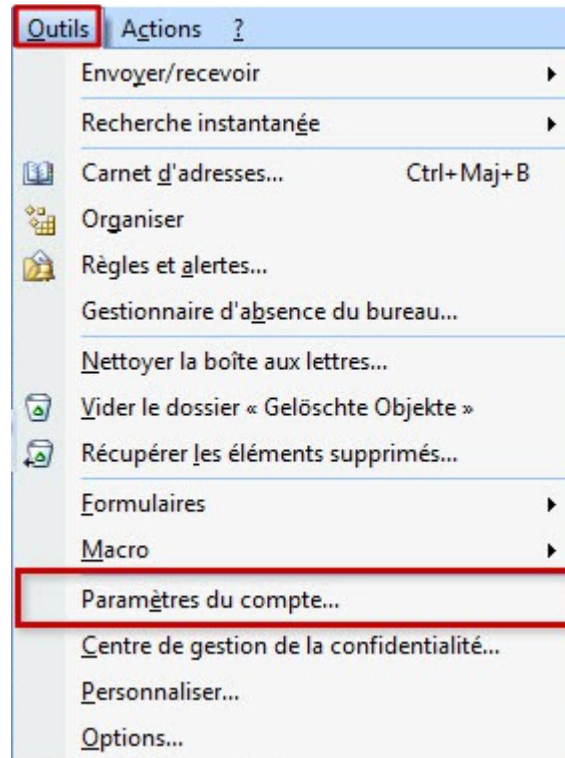 Outils Actions ?
Envoyer/recevoir
Recherche instantanée
Carnet d'adresses... Ctrl+Maj+B
Organiser
Règles et alertes...
Gestionnaire d'absence du bureau...
Nettoyer la boîte aux lettres...
Vider le dossier « Gelöschte Objekte »
Récupérer les éléments supprimés...
Formulaires
Macro
Paramètres du compte...
Centre de gestion de la confidentialité...
Personnaliser...
Options...